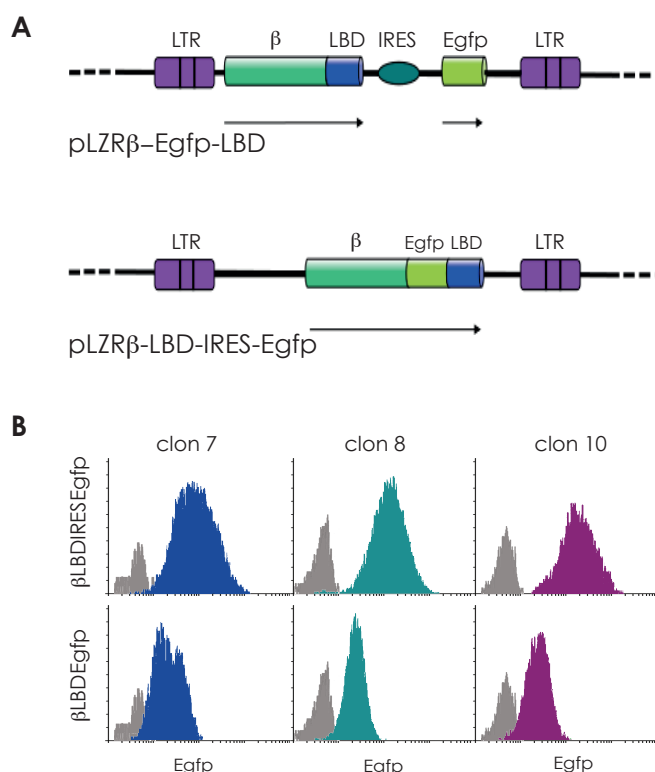 A
LTR β LBD IRES Egfp LTR
pLZRβ–Egfp-LBD
LTR β Egfp LBD LTR
pLZRβ-LBD-IRES-Egfp
B
clon 7 clon 8 clon 10
βLBDIRESEgfp
βLBDEgfp
Egfp Egfp Egfp